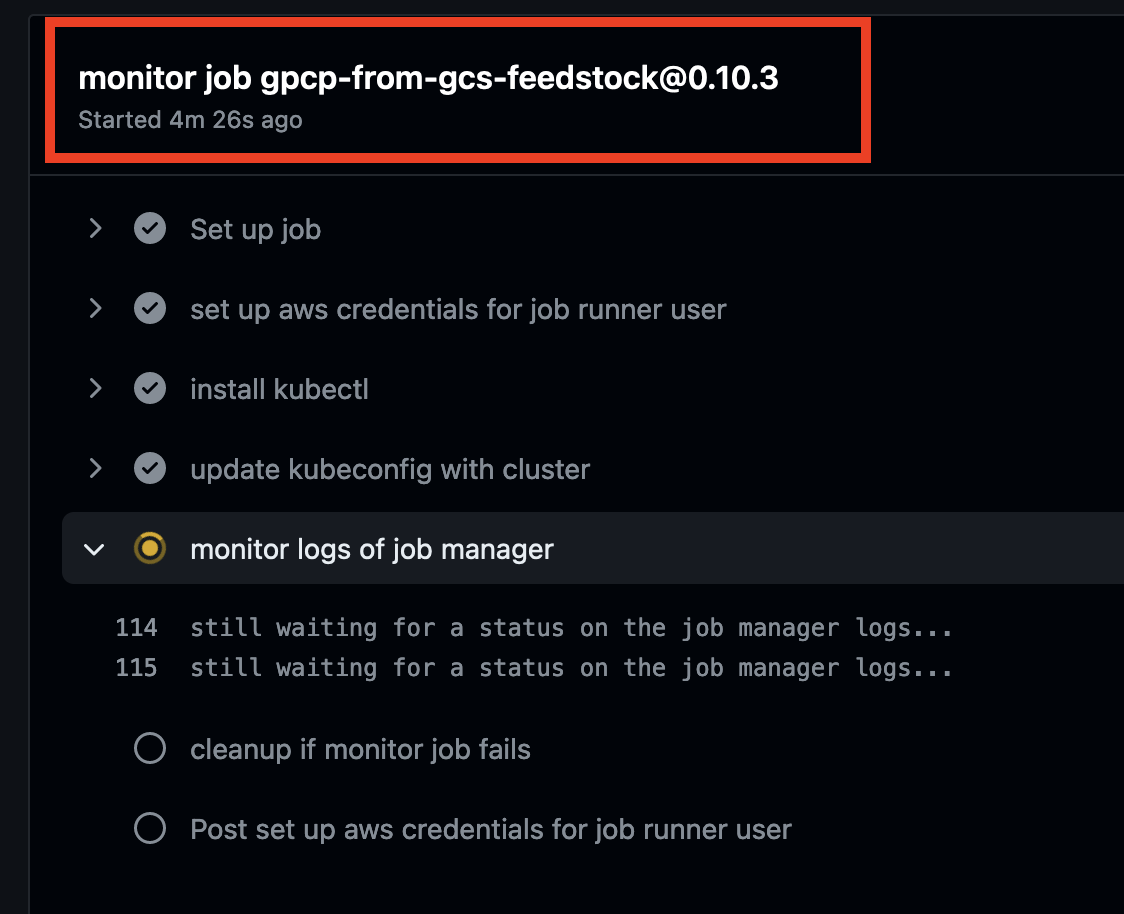 monitor job gpcp-from-gcs-feedstock@0.10.3
Started 4m 26s ago
Set up job
set up aws credentials for job runner user
install kubectl
update kubeconfig with cluster
monitor logs of job manager
114 still waiting for a status on the job manager logs...
115 still waiting for a status on the job manager logs...
cleanup if monitor job fails
Post set up aws credentials for job runner user